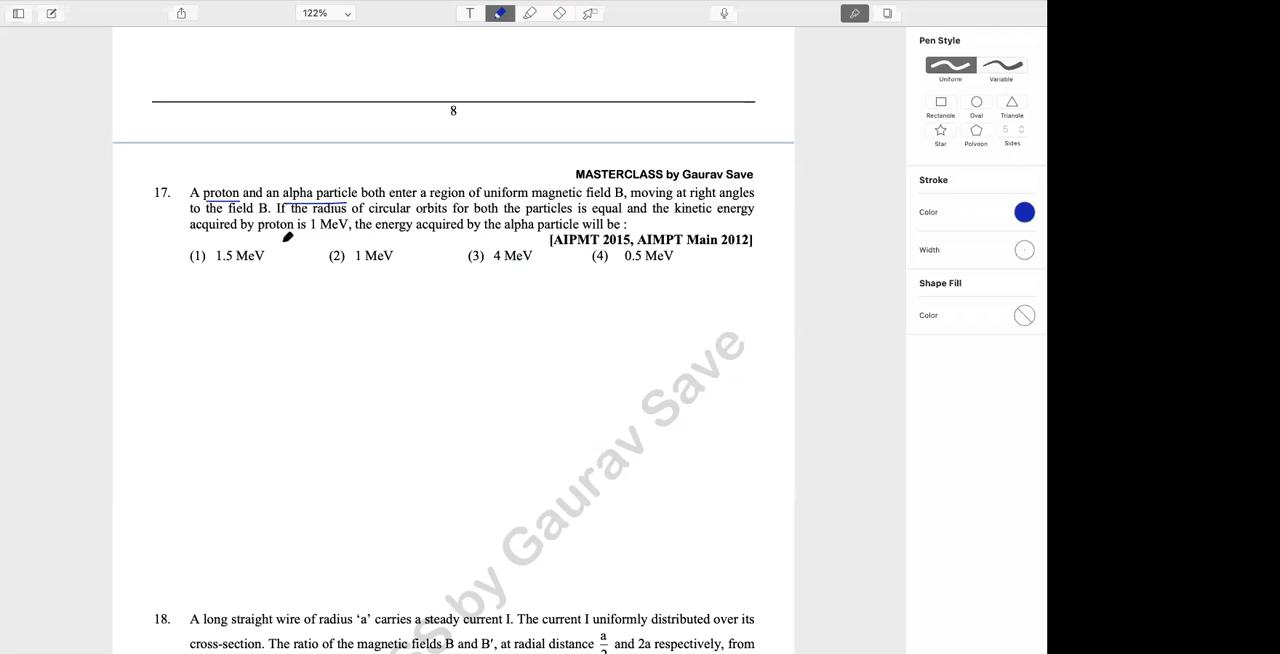 122%
T
Pen Style
Uniform Variable
8
Rectangle Oval Triangle
5
Star Polygon Sides
MASTERCLASS by Gaurav Save
17. A proton and an alpha particle both enter a region of uniform magnetic field B, moving at right angles
to the field B. If the radius of circular orbits for both the particles is equal and the kinetic energy
acquired by proton is 1 MeV, the energy acquired by the alpha particle will be :
[AIPMT 2015, AIMPT Main 2012]
(1) 1.5 MeV (2) 1 MeV (3) 4 MeV (4) 0.5 MeV
Stroke
Color
Width
Shape Fill
Color
by Gaurav Save
18. A long straight wire of radius ‘a’ carries a steady current I. The current I uniformly distributed over its
cross-section. The ratio of the magnetic fields B and B′, at radial distance a/2 and 2a respectively, from